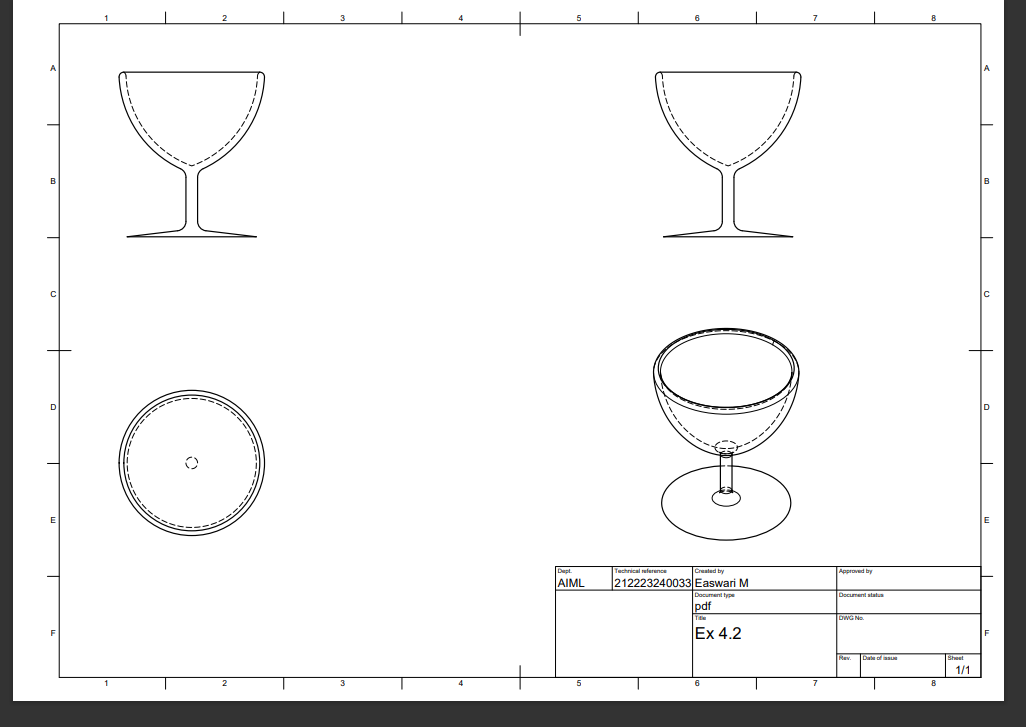 1 2 3 4 5 6 7 8
A A
B B
C C
D D
E E
Dept. Technical reference Created by Approved by
AIML 212223240033 Easwari M
Document type Document status
pdf
Title DWG No.
Ex 4.2
F F
Rev. Date of issue Sheet
1/1
1 2 3 4 5 6 7 8